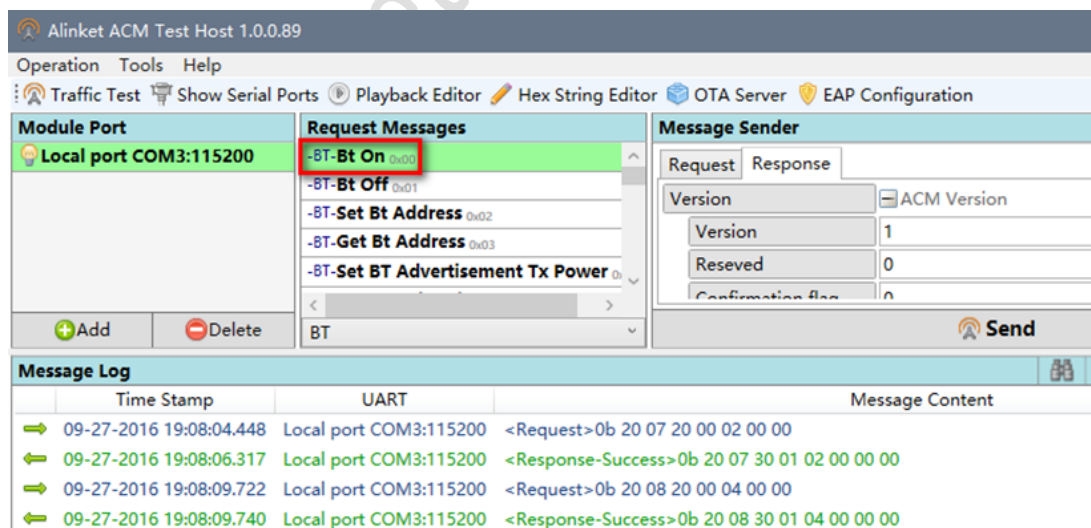 Alinket ACM Test Host 1.0.0.89
Operation Tools Help
Traffic Test Show Serial Ports Playback Editor Hex String Editor OTA Server EAP Configuration
Module Port Request Messages Message Sender
Local port COM3:115200
-BT-Bt On 0x00
-BT-Bt Off 0x01
-BT-Set Bt Address 0x02
-BT-Get Bt Address 0x03
-BT-Set BT Advertisement Tx Power
BT
Add Delete
Request Response
Version ACM Version
Version 1
Reseved 0
Confirmation flag 0
Send
Message Log
Time Stamp UART Message Content
09-27-2016 19:08:04.448 Local port COM3:115200 <Request>0b 20 07 20 00 02 00 00
09-27-2016 19:08:06.317 Local port COM3:115200 <Response-Success>0b 20 07 30 01 02 00 00 00
09-27-2016 19:08:09.722 Local port COM3:115200 <Request>0b 20 08 20 00 04 00 00
09-27-2016 19:08:09.740 Local port COM3:115200 <Response-Success>0b 20 08 30 01 04 00 00 00